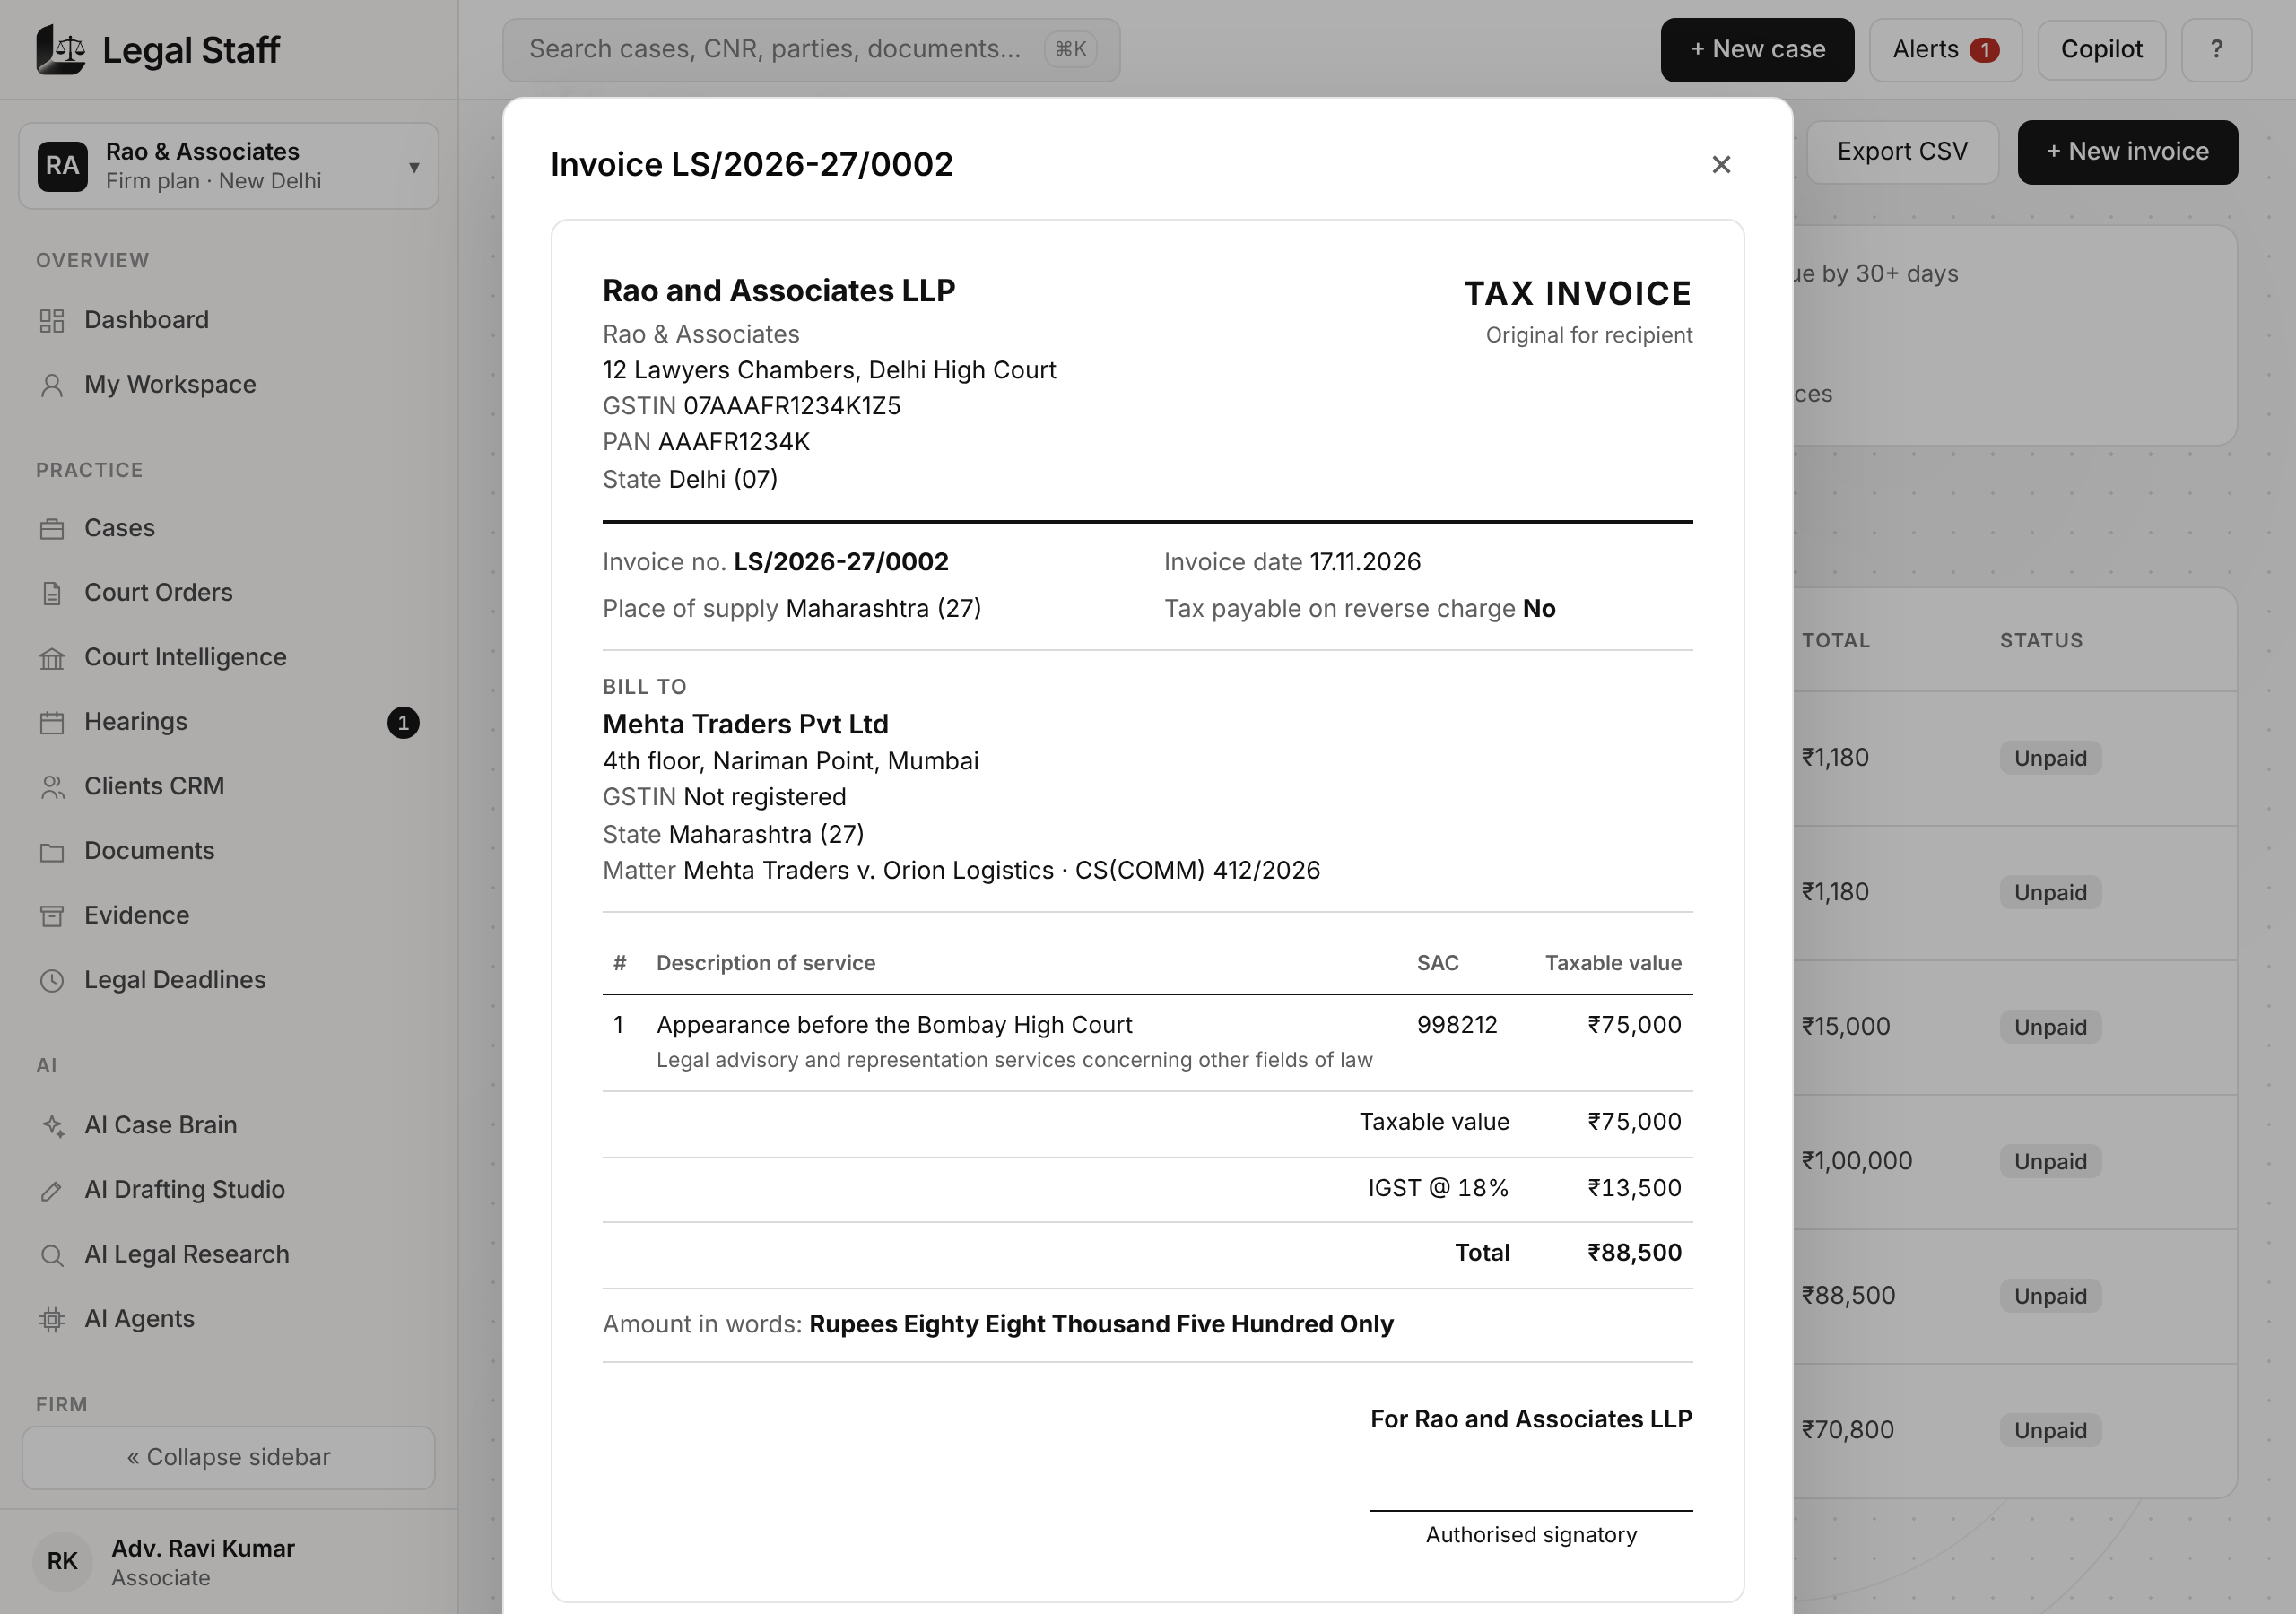 Legal Staff
Search cases, CNR, parties, documents... ⌘K
+ New case
Alerts 1
Copilot
?
RA
Rao & Associates
Firm plan · New Delhi
OVERVIEW
Dashboard
My Workspace
PRACTICE
Cases
Court Orders
Court Intelligence
Hearings 1
Clients CRM
Documents
Evidence
Legal Deadlines
AI
AI Case Brain
AI Drafting Studio
AI Legal Research
AI Agents
FIRM
« Collapse sidebar
RK
Adv. Ravi Kumar
Associate
Export CSV
+ New invoice
by 30+ days
TOTAL STATUS
₹1,180 Unpaid
₹1,180 Unpaid
₹15,000 Unpaid
₹1,00,000 Unpaid
₹88,500 Unpaid
₹70,800 Unpaid
Invoice LS/2026-27/0002
Rao and Associates LLP
TAX INVOICE
Rao & Associates
Original for recipient
12 Lawyers Chambers, Delhi High Court
GSTIN 07AAAFR1234K1Z5
PAN AAAFR1234K
State Delhi (07)
Invoice no. LS/2026-27/0002
Invoice date 17.11.2026
Place of supply Maharashtra (27)
Tax payable on reverse charge No
BILL TO
Mehta Traders Pvt Ltd
4th floor, Nariman Point, Mumbai
GSTIN Not registered
State Maharashtra (27)
Matter Mehta Traders v. Orion Logistics · CS(COMM) 412/2026
# Description of service SAC Taxable value
1 Appearance before the Bombay High Court 998212 ₹75,000
Legal advisory and representation services concerning other fields of law
Taxable value ₹75,000
IGST @ 18% ₹13,500
Total ₹88,500
Amount in words: Rupees Eighty Eight Thousand Five Hundred Only
For Rao and Associates LLP
Authorised signatory